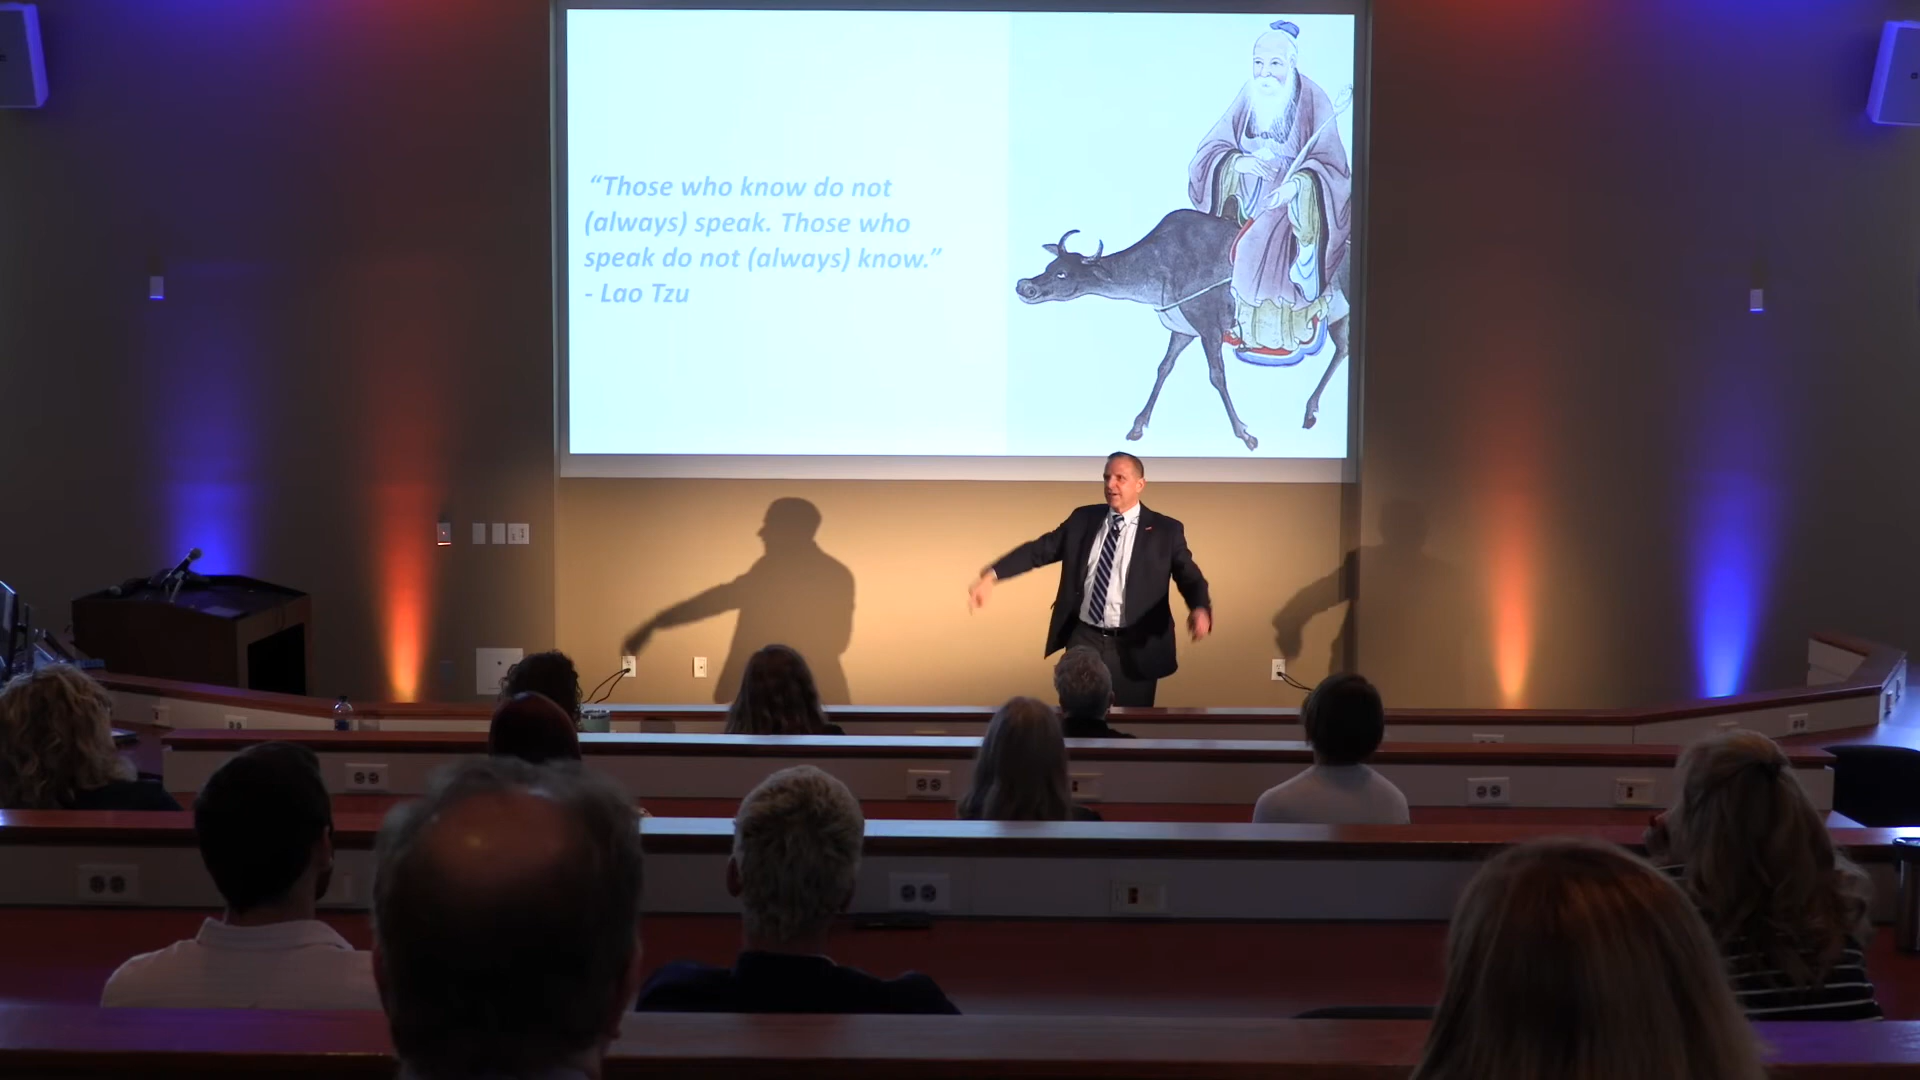 “Those who know do not
(always) speak. Those who
speak do not (always) know.”
- Lao Tzu